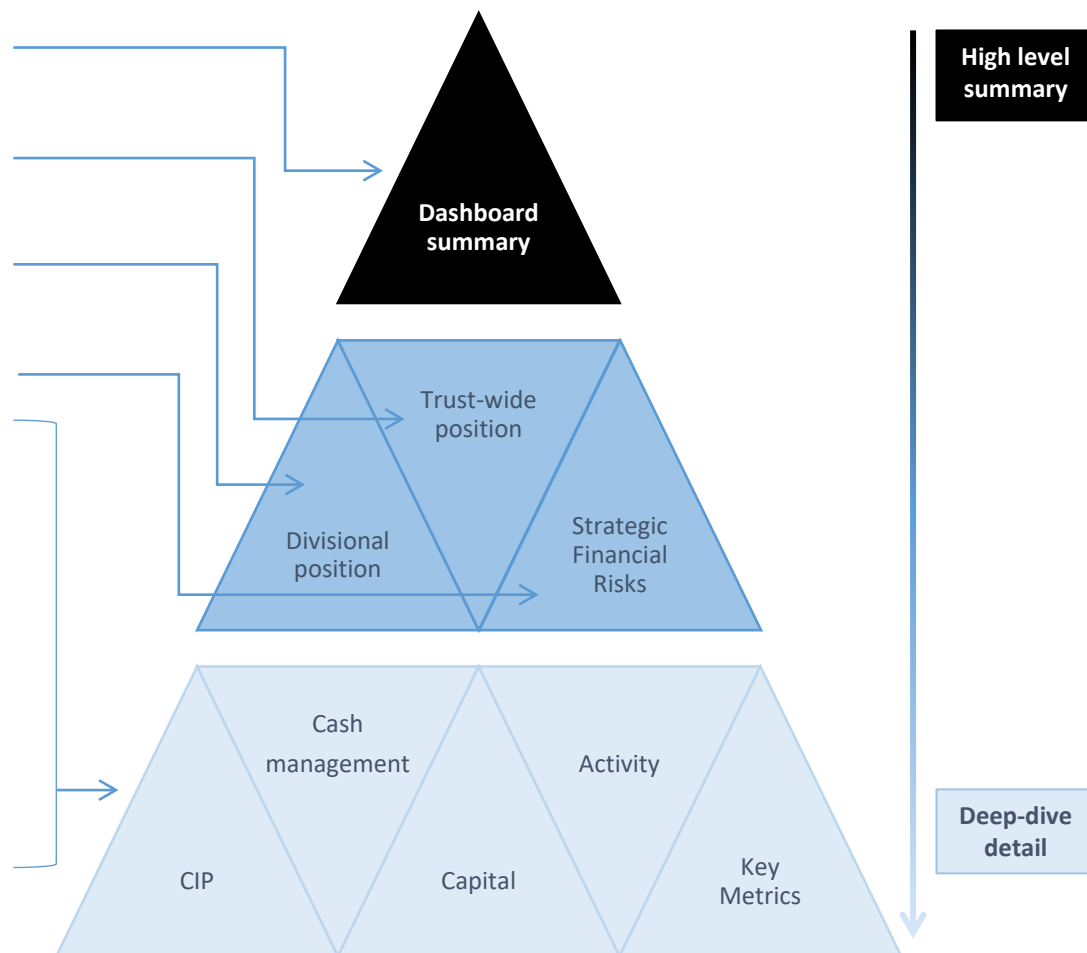 High level
summary
Dashboard
summary
Trust-wide
position
Divisional
position
Strategic
Financial
Risks
Cash
management
Activity
CIP
Capital
Key
Metrics
Deep-dive
detail